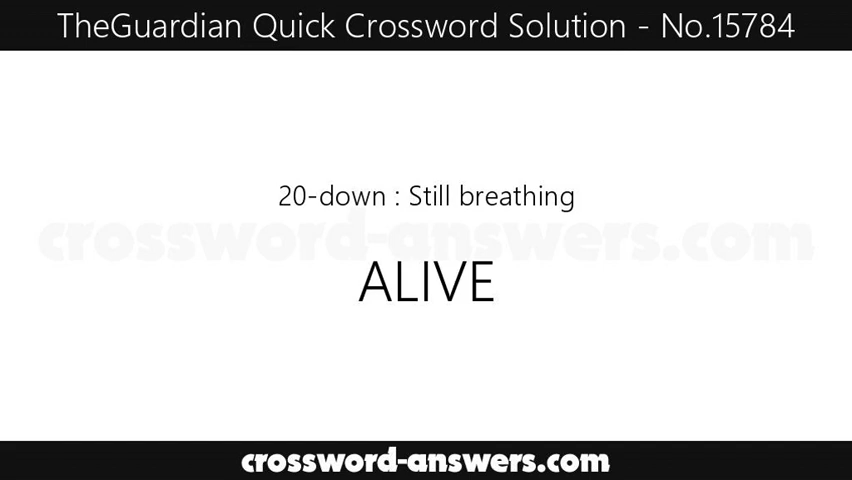 TheGuardian Quick Crossword Solution - No.15784
20-down : Still breathing
crossword-answers.com
ALIVE
crossword-answers.com